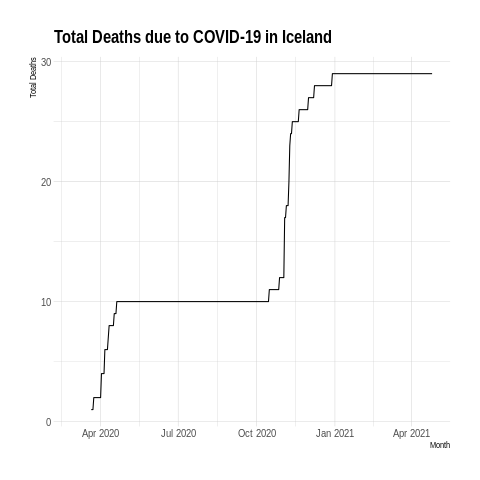 Total Deaths due to COVID-19 in Iceland
Total Deaths
30
20
10
0
Apr 2020 Jul 2020 Oct 2020 Jan 2021 Apr 2021
Month